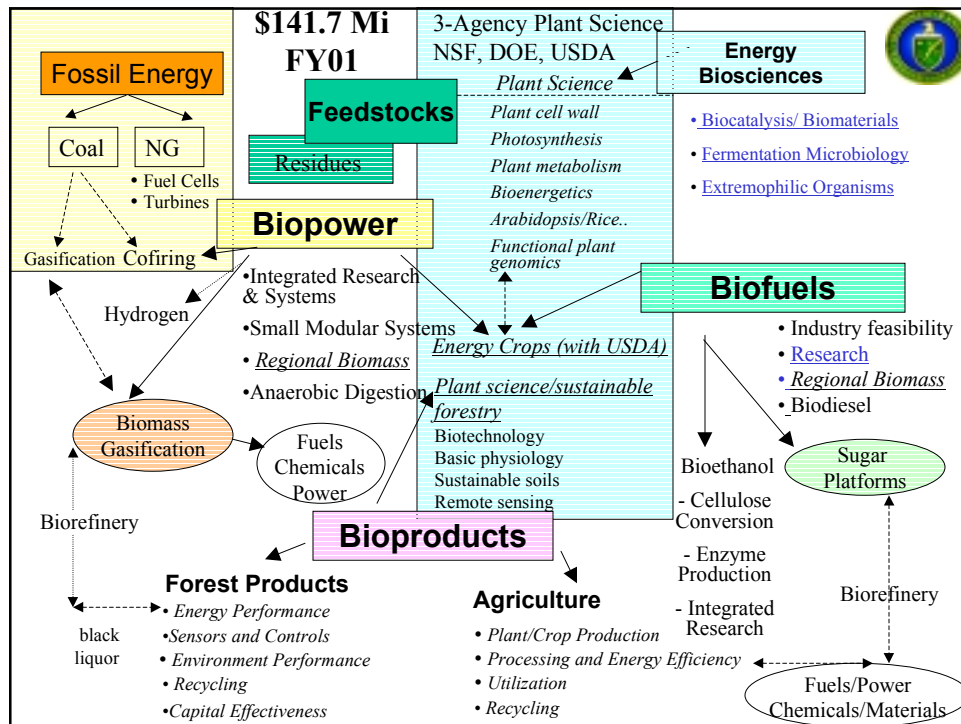 $141.7 Mi
FY01
3-Agency Plant Science
NSF, DOE, USDA
Plant Science
Energy
Biosciences
Fossil Energy
Feedstocks
Residues
Coal
NG
• Fuel Cells
• Turbines
Gasification
Cofiring
Plant cell wall
Photosynthesis
Plant metabolism
Bioenergetics
Arabidopsis/Rice..
Functional plant
genomics
• Biocatalysis/ Biomaterials
• Fermentation Microbiology
• Extremophilic Organisms
Biopower
•Integrated Research
& Systems
•Small Modular Systems
• Regional Biomass
•Anaerobic Digestion
Hydrogen
Biofuels
• Industry feasibility
• Research
• Regional Biomass
• Biodiesel
Energy Crops (with USDA)
Plant science/sustainable
forestry
Biotechnology
Basic physiology
Sustainable soils
Remote sensing
Biomass
Gasification
Fuels
Chemicals
Power
Bioethanol
- Cellulose
Conversion
- Enzyme
Production
- Integrated
Research
Sugar
Platforms
Biorefinery
Bioproducts
Forest Products
• Energy Performance
•Sensors and Controls
• Environment Performance
• Recycling
•Capital Effectiveness
black
liquor
Agriculture
• Plant/Crop Production
• Processing and Energy Efficiency
• Utilization
• Recycling
Biorefinery
Fuels/Power
Chemicals/Materials